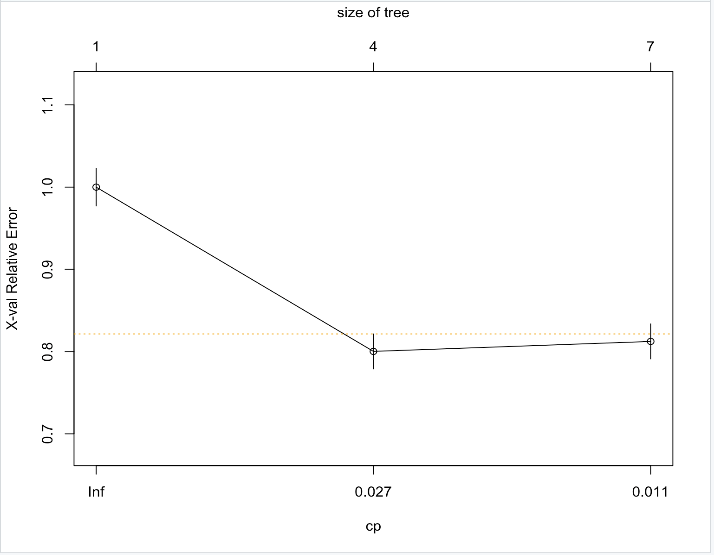 size of tree
1 4 7
1.1
1.0
0.9
0.8
0.7
X-val Relative Error
Inf 0.027 0.011
cp